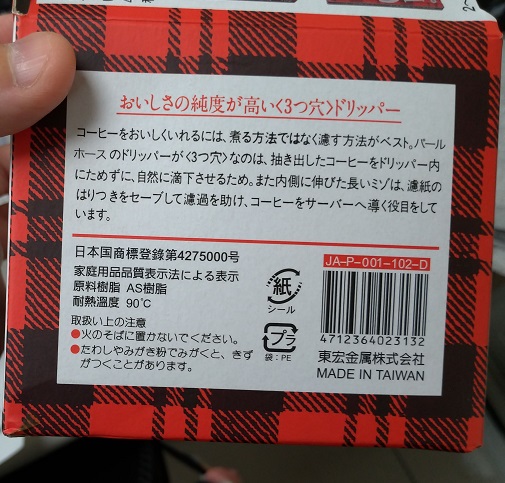 おいしさの純度が高い〈3つ穴〉ドリッパー
コーヒーをおいしくいれるには、煮る方法ではなく濾す方法がベスト。パール
ホースのドリッパーが〈3つ穴〉なのは、抽き出したコーヒーをドリッパー内
にためずに、自然に滴下させるため。また内側に伸びた長いミゾは、濾紙の
はりつきをセーブして濾過を助け、コーヒーをサーバーへ導く役目をして
います。
日本国商標登錄第4275000号
家庭用品品質表示法による表示
原料樹脂 AS樹脂
耐熱溫度 90℃
取扱い上の注意
●火のそばに置かないでください。
●たわしやみがき粉でみがくと、きず
がつくことがあります。
紙
シール
プラ
袋：PE
JA-P-001-102-D
4712364023132
東宏金属株式会社
MADE IN TAIWAN